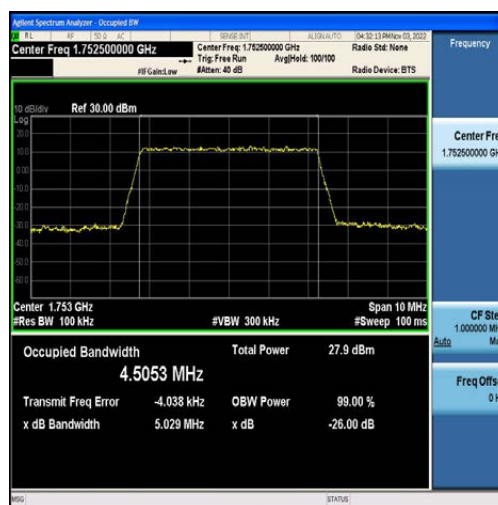 Agilent Spectrum Analyzer - Occupied BW
RL RF 50 Ω AC SENSE:INT ALIGNAUTO 04:32:13 PM Nov 03, 2022
Center Freq 1.752500000 GHz
Center Freq: 1.752500000 GHz
Radio Std: None
Trig: Free Run Avg|Hold: 100/100
#IFGain:Low #Atten: 40 dB Radio Device: BTS
Frequency
10 dB/div Ref 30.00 dBm
Log
20.0
10.0
0.00
-10.0
-20.0
-30.0
-40.0
-50.0
-60.0
Center Fre
1.752500000 GH
Center 1.753 GHz Span 10 MHz
#Res BW 100 kHz #VBW 300 kHz #Sweep 100 ms
CF Ste
1.000000 MH
Auto Ma
Occupied Bandwidth Total Power 27.9 dBm
4.5053 MHz
Transmit Freq Error -4.038 kHz OBW Power 99.00 %
x dB Bandwidth 5.029 MHz x dB -26.00 dB
Freq Offs
0 H
MSG STATUS